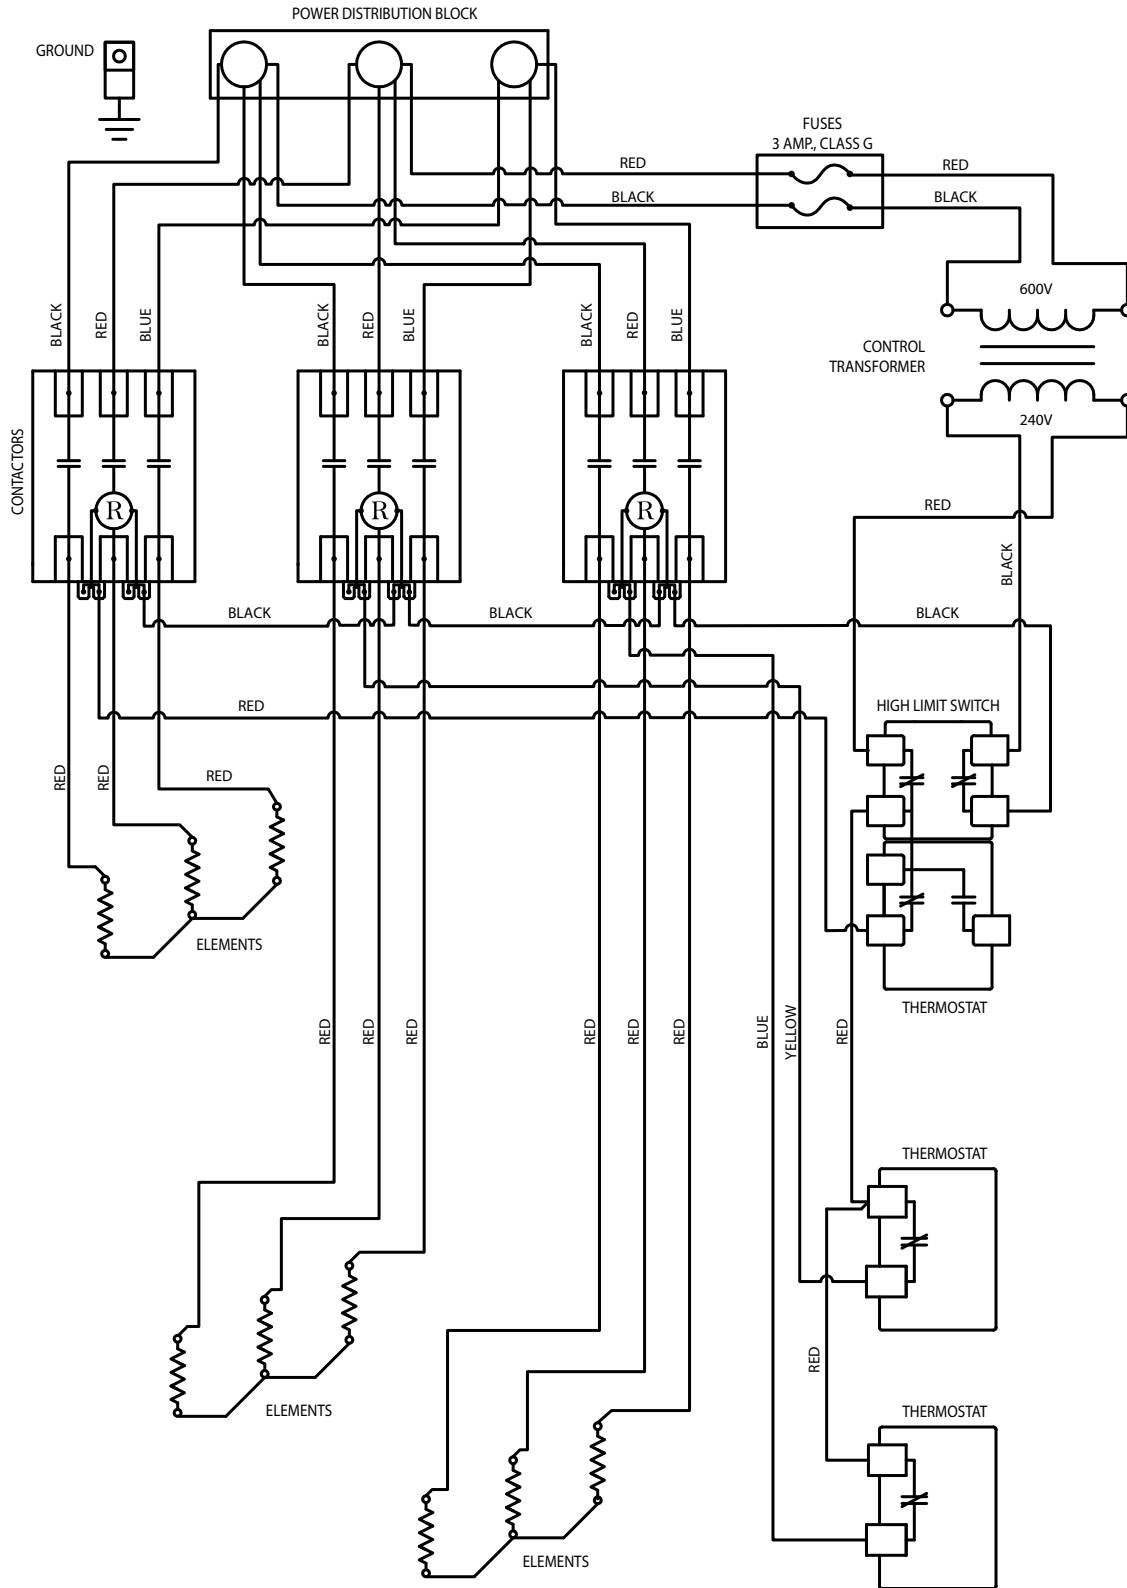 POWER DISTRIBUTION BLOCK
GROUND
FUSES
3 AMP., CLASS G
RED
RED
BLACK
BLACK
600V
CONTROL
TRANSFORMER
240V
BLACK
RED
BLUE
BLACK
RED
BLUE
BLACK
RED
BLUE
CONTACTORS
R
R
R
RED
BLACK
BLACK
BLACK
BLACK
RED
HIGH LIMIT SWITCH
RED
RED
RED
ELEMENTS
THERMOSTAT
RED
RED
RED
RED
RED
RED
BLUE
YELLOW
RED
THERMOSTAT
RED
ELEMENTS
THERMOSTAT
ELEMENTS